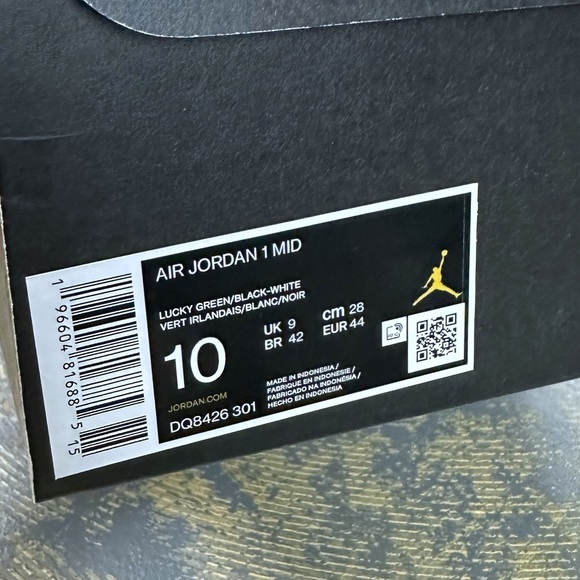 AIR JORDAN 1 MID
LUCKY GREEN/BLACK-WHITE
VERT IRLANDAIS/BLANC/NOIR
10
UK 9
BR 42
cm 28
EUR 44
JORDAN.COM
DQ8426 301
MADE IN INDONESIA/
FABRIQUE EN INDONESIE/
FABRICADO NA INDONÉSIA/
HECHO EN INDONESIA
1 96604 81688 5 15